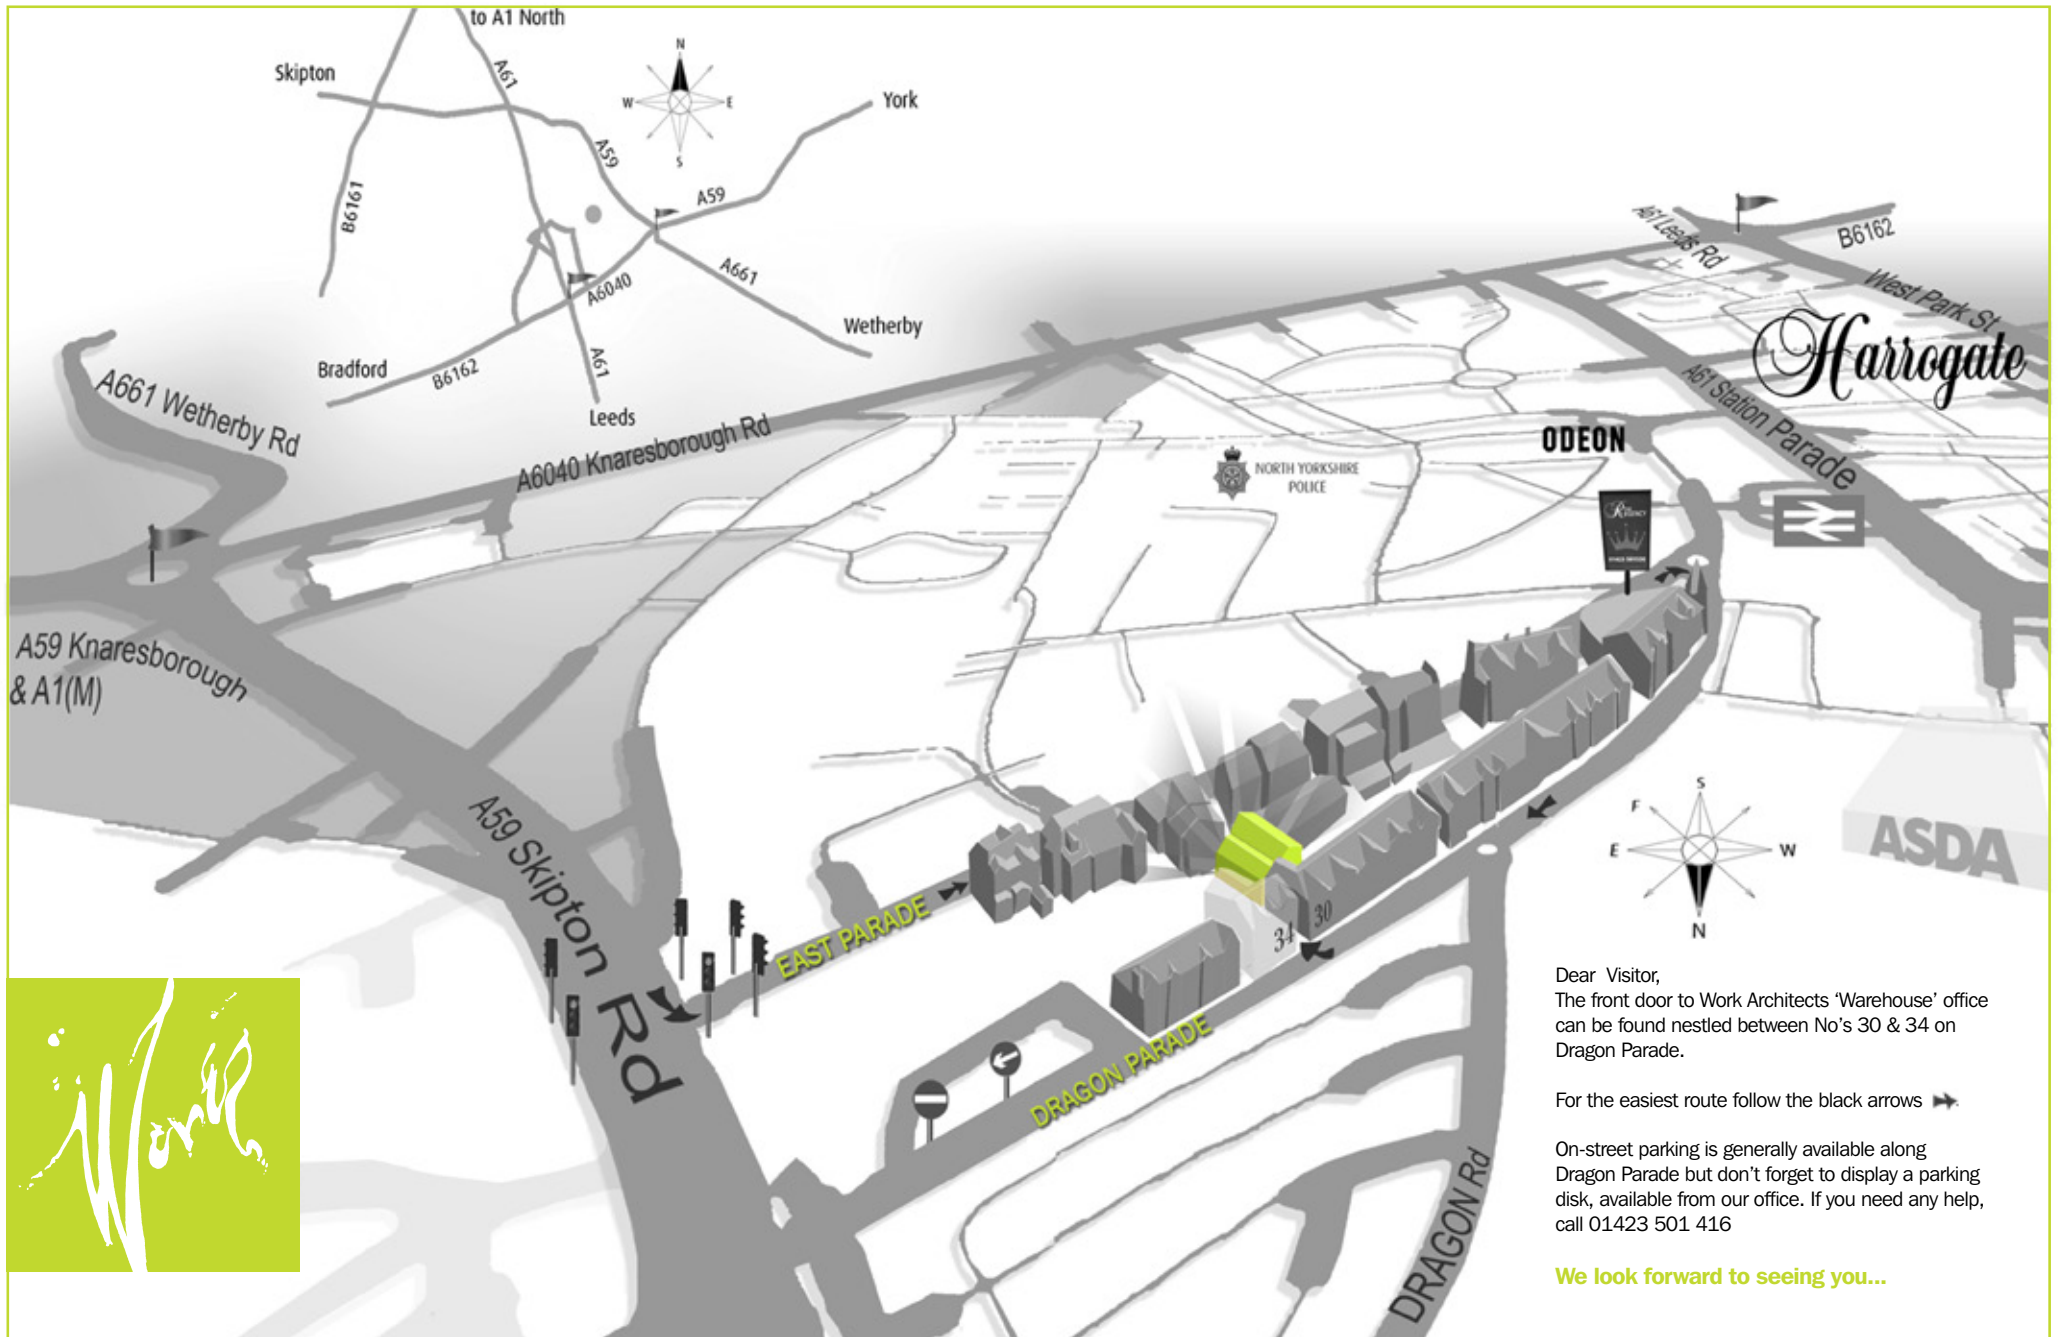 to A1 North
Skipton
A61
N
W
E
S
York
A59
B6161
A59
A661
A6040
Wetherby
Bradford
B6162
A61
Leeds
A61 Leeds Rd
B6162
West Park St
Harrogate
A661 Wetherby Rd
A6040 Knaresborough Rd
A61 Station Parade
ODEON
NORTH YORKSHIRE
POLICE
Regency
A59 Knaresborough
& A1(M)
A59 Skipton Rd
EAST PARADE
30
34
DRAGON PARADE
DRAGON Rd
S
F
E
W
N
ASDA
Work
Dear Visitor,
The front door to Work Architects ‘Warehouse’ office
can be found nestled between No’s 30 & 34 on
Dragon Parade.
For the easiest route follow the black arrows
On-street parking is generally available along
Dragon Parade but don’t forget to display a parking
disk, available from our office. If you need any help,
call 01423 501 416
We look forward to seeing you...